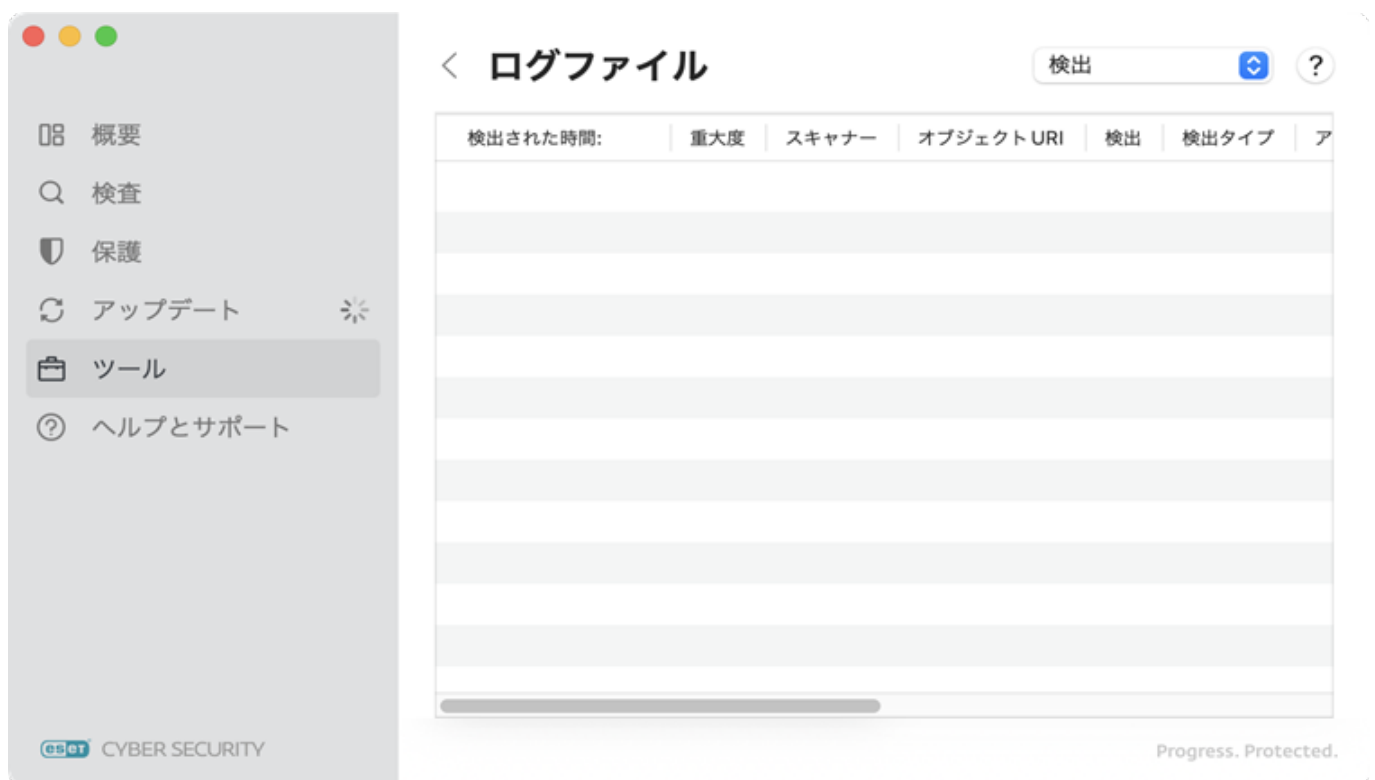 ログファイル
検出
?
概要
検査
保護
アップデート
ツール
ヘルプとサポート
検出された時間: 重大度 スキャナー オブジェクト URI 検出 検出タイプ ア
eset CYBER SECURITY
Progress. Protected.